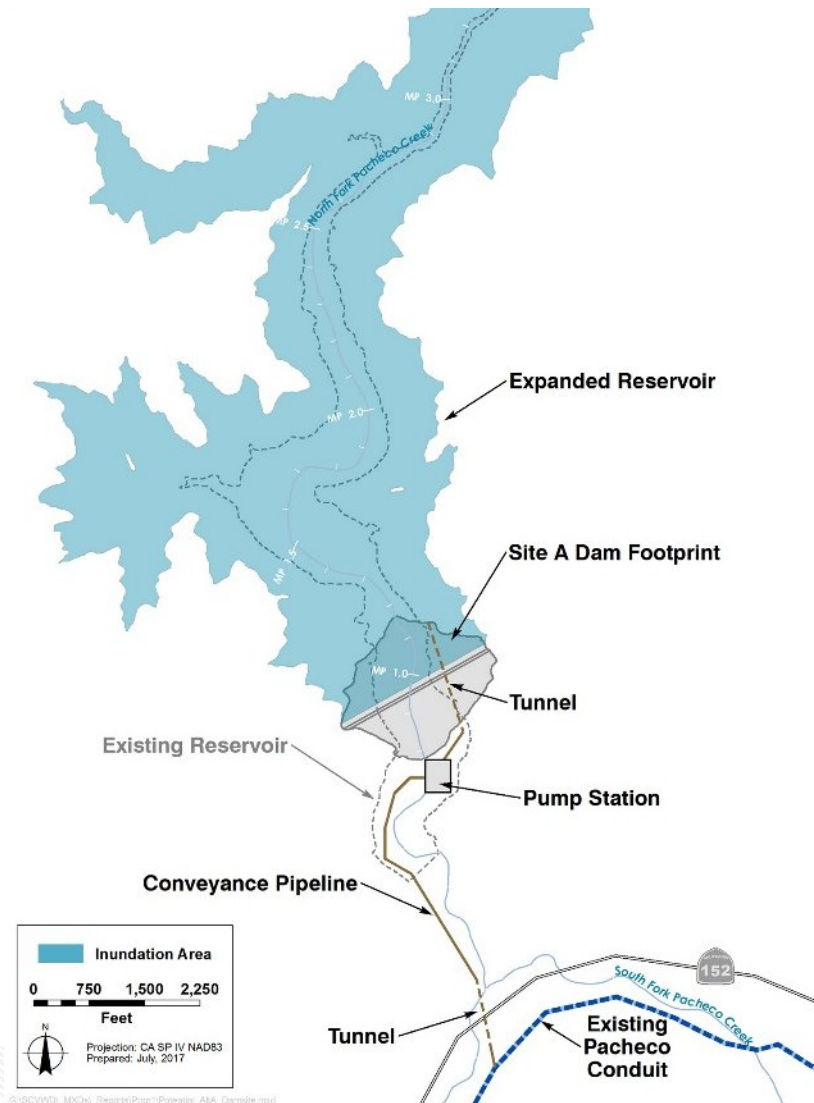 MP 3.0
North Fork Pacheco Creek
MP 2.5
Expanded Reservoir
MP 2.0
Site A Dam Footprint
MP 1.5
MP 1.0
Tunnel
Existing Reservoir
Pump Station
Conveyance Pipeline
Inundation Area
0 750 1,500 2,250
Feet
N
Projection: CA SP IV NAD83
Prepared: July, 2017
152
South Fork Pacheco Creek
Tunnel
Existing
Pacheco
Conduit